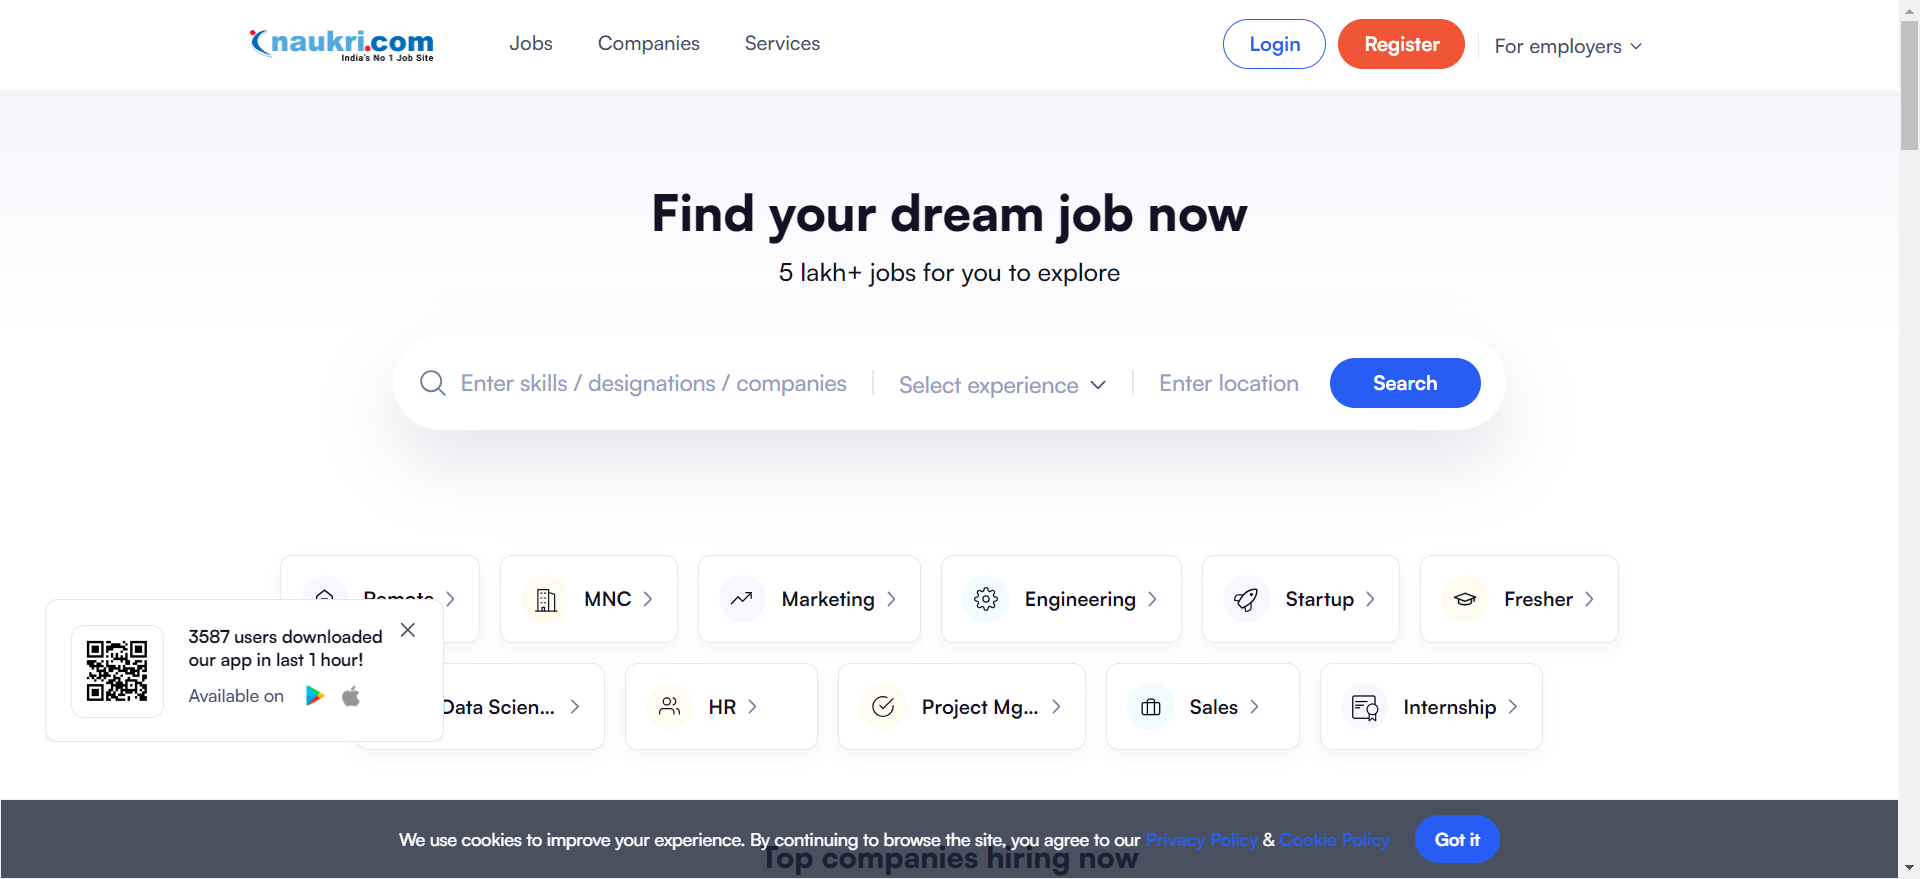 naukri.com
India's No 1 Job Site
Jobs
Companies
Services
Login
Register
For employers
Find your dream job now
5 lakh+ jobs for you to explore
Enter skills / designations / companies
Select experience
Enter location
Search
Remote
MNC
Marketing
Engineering
Startup
Fresher
3587 users downloaded
our app in last 1 hour!
Available on
Data Scien...
HR
Project Mg...
Sales
Internship
We use cookies to improve your experience. By continuing to browse the site, you agree to our Privacy Policy & Cookie Policy
Got it
Top companies hiring now